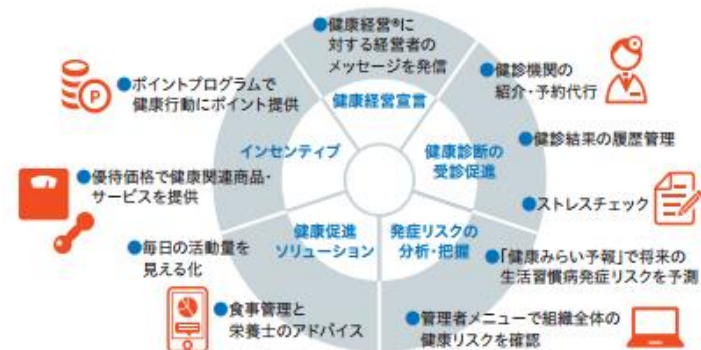 ●健康経営®に
対する経営者の
メッセージを発信
●健診機関の
紹介・予約代行
●ポイントプログラムで
健康行動にポイント提供
P
健康経営宣言
●健診結果の履歴管理
インセンティブ
健康診断の
受診促進
●優待価格で健康関連商品・
サービスを提供
●ストレスチェック
健康促進
ソリューション
発症リスクの
分析・把握
●毎日の活動量を
見える化
●「健康みらい予報」で将来の
生活習慣病発症リスクを予測
●食事管理と
栄養士のアドバイス
●管理者メニューで組織全体の
健康リスクを確認